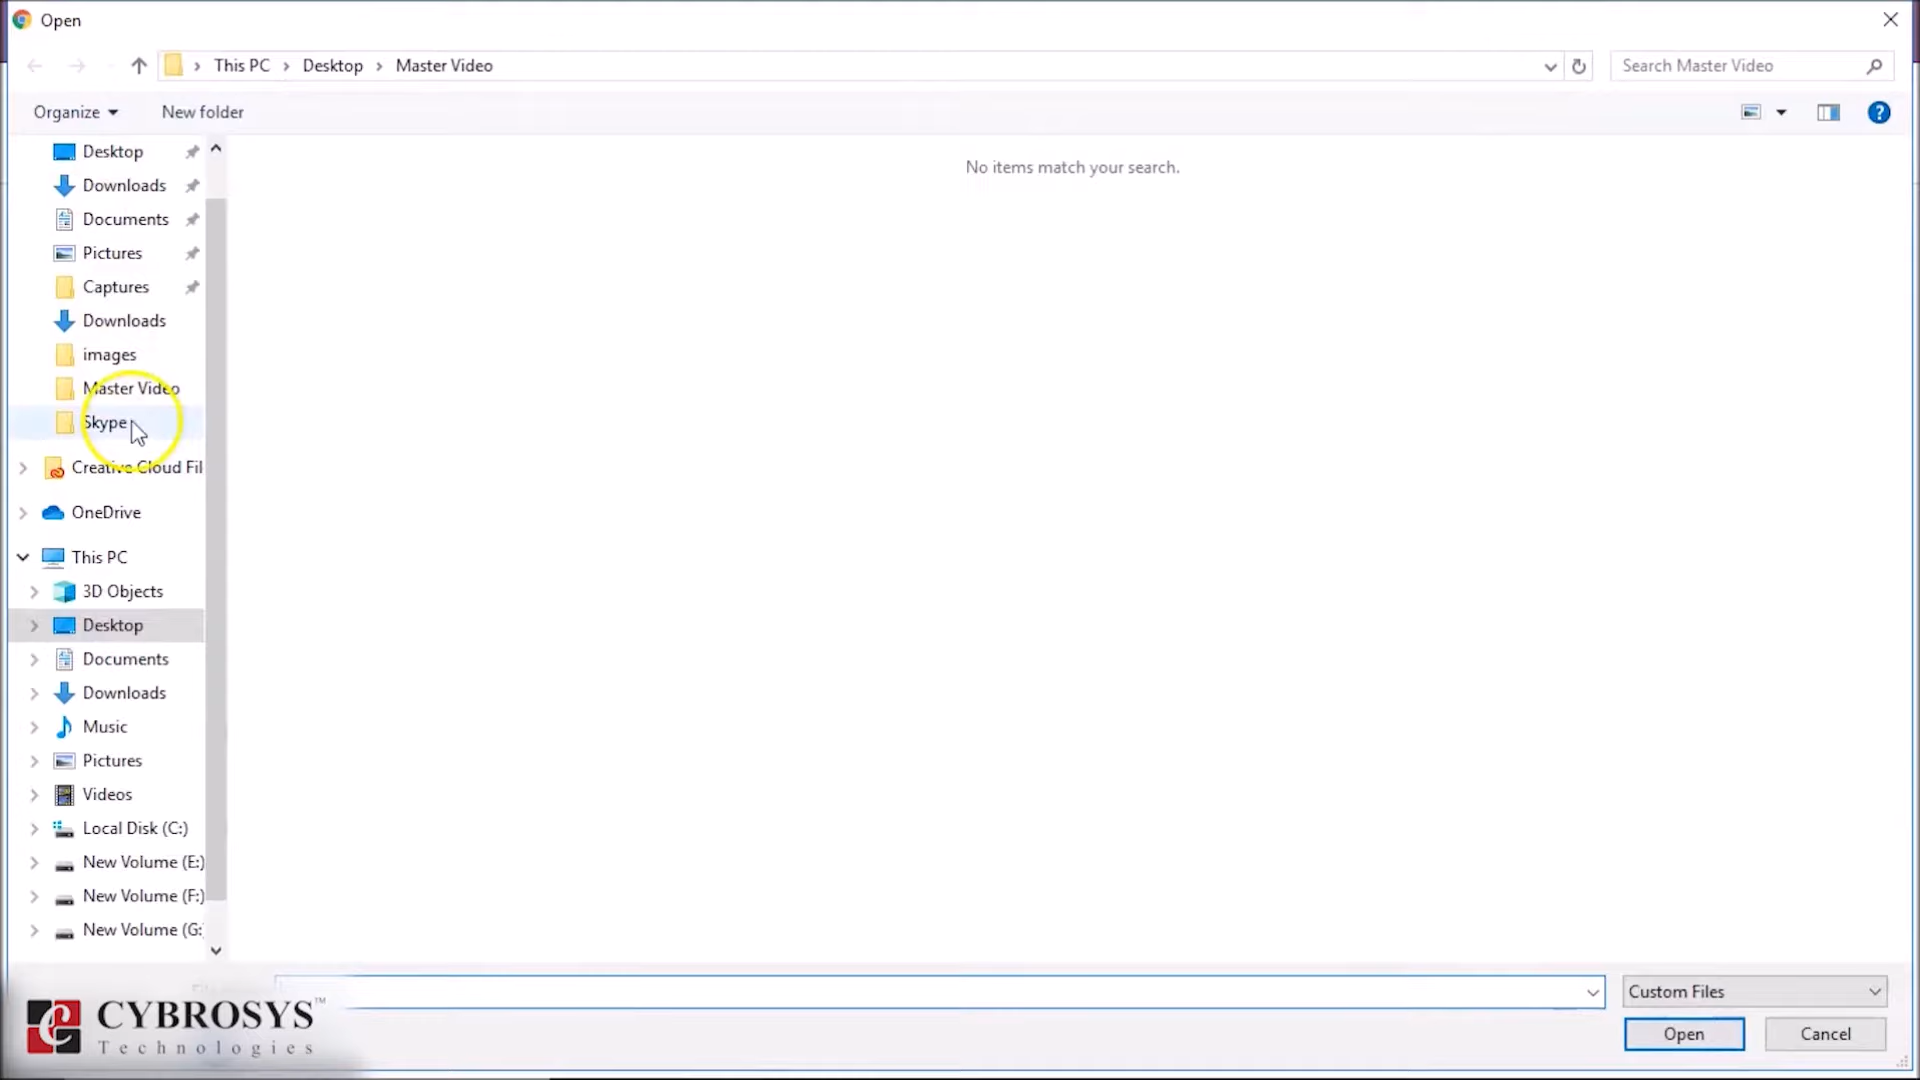 Open
This PC > Desktop > Master Video
Search Master Video
Organize
New folder
Desktop
Downloads
Documents
Pictures
Captures
Downloads
images
Master Video
Skype
Creative Cloud Fil
OneDrive
This PC
3D Objects
Desktop
Documents
Downloads
Music
Pictures
Videos
Local Disk (C:)
New Volume (E:)
New Volume (F:)
New Volume (G:
No items match your search.
Custom Files
Open
Cancel
CYBROSYS™
Technologies